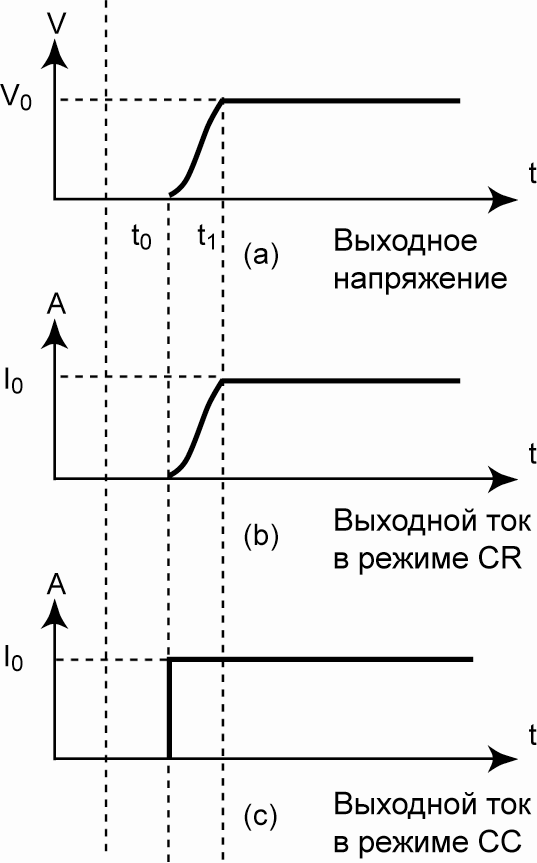 V
V₀
t
t₀
t₁
(a)
Выходное
напряжение
A
I₀
t
(b)
Выходной ток
в режиме CR
A
I₀
t
(c)
Выходной ток
в режиме CC